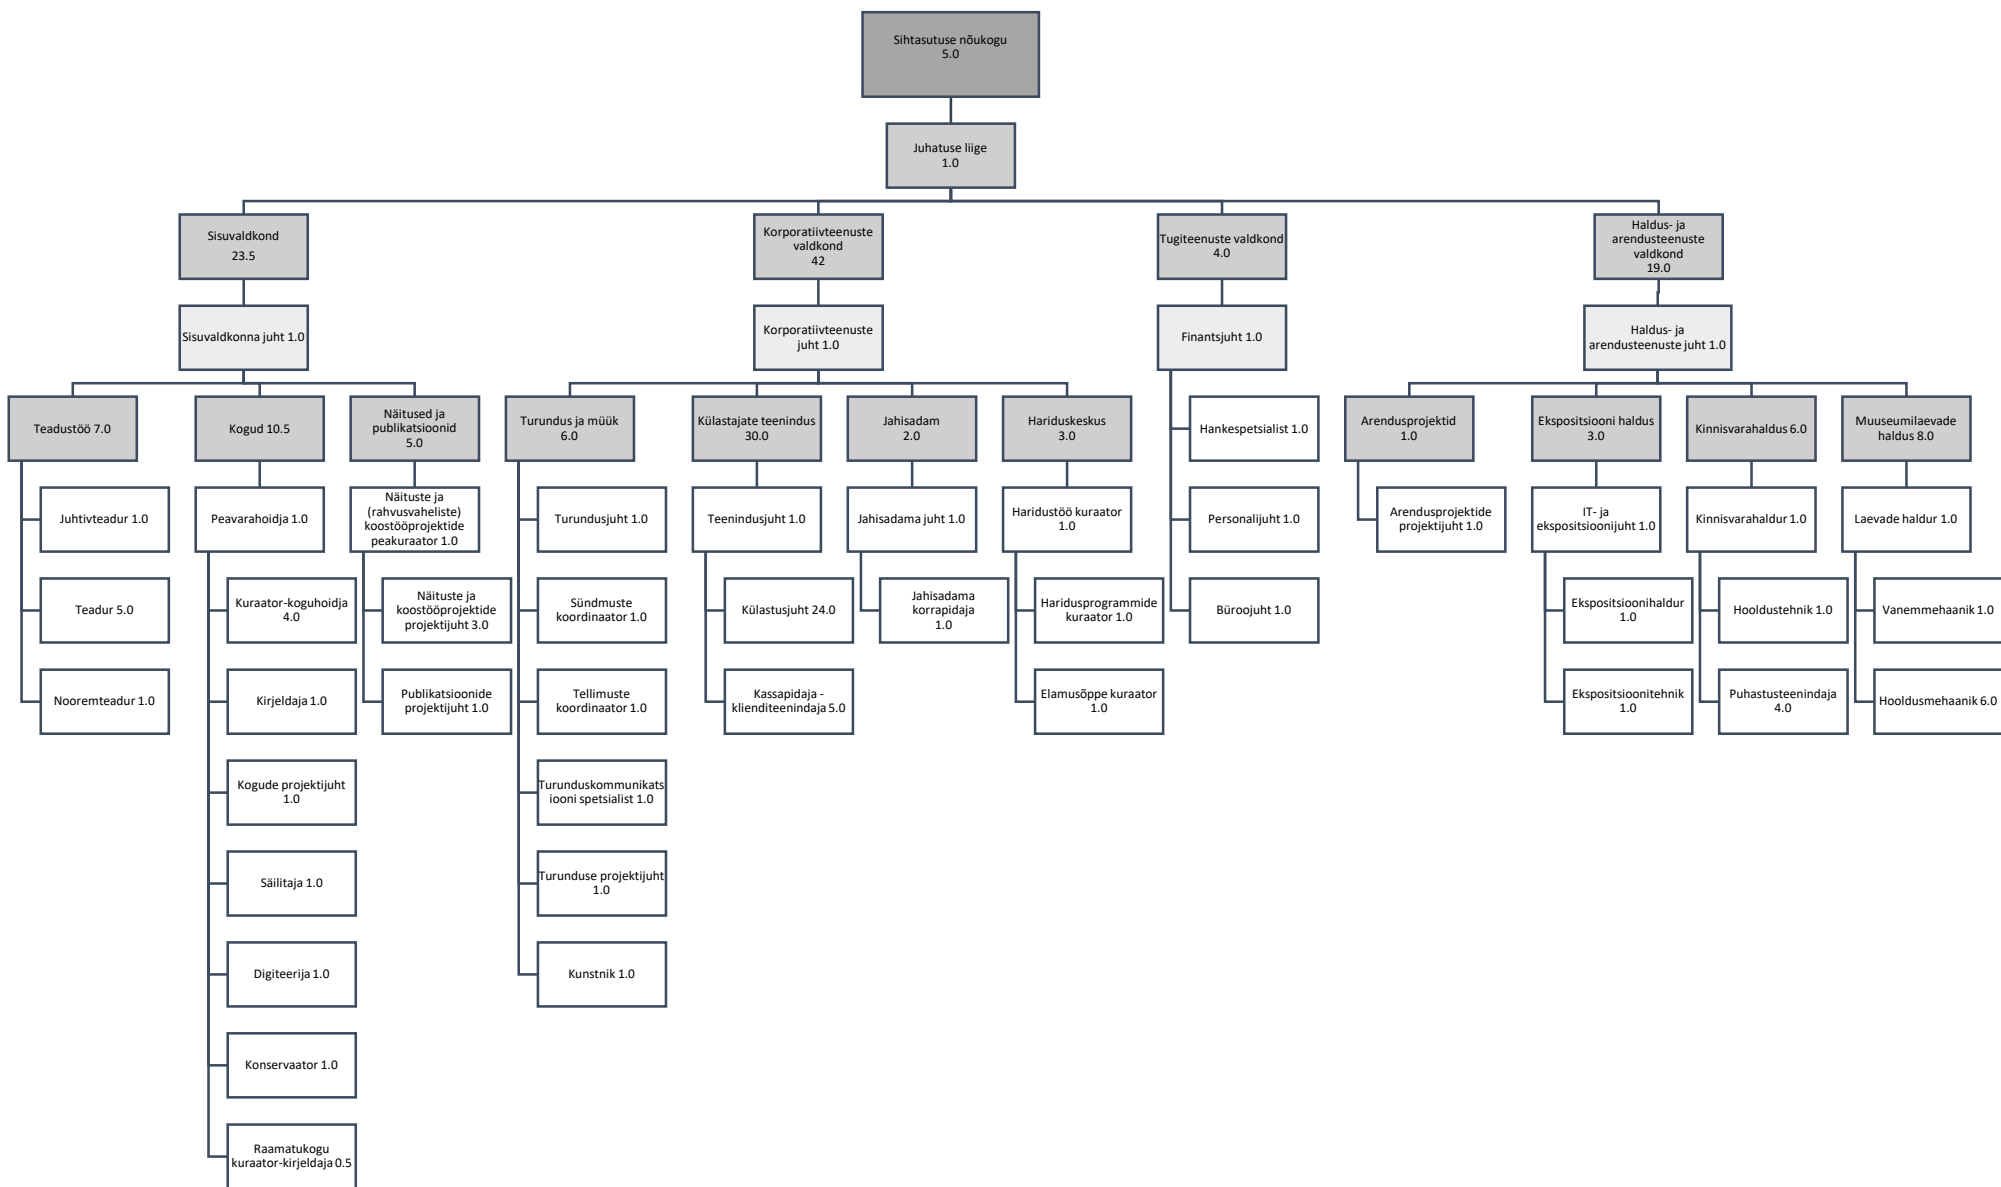 Sihtasutuse nõukogu
5.0
Juhatuse liige
1.0
Sisuvaldkond
23.5
Korporatiivteenuste
valdkond
42
Tugiteenuste valdkond
4.0
Haldus- ja
arendusteenuste
valdkond
19.0
Sisuvaldkonna juht 1.0
Korporatiivteenuste
juht 1.0
Finantsjuht 1.0
Haldus- ja
arendusteenuste juht 1.0
Teadustöö 7.0
Juhtivteadur 1.0
Teadur 5.0
Nooremteadur 1.0
Kogud 10.5
Peavarahoidja 1.0
Kuraator-koguhoidja
4.0
Kirjeldaja 1.0
Kogude projektijuht
1.0
Säilitaja 1.0
Digiteerija 1.0
Konservaator 1.0
Raamatukogu
kuraator-kirjeldaja 0.5
Näitused ja
publikatsioonid
5.0
Näituste ja
(rahvusvaheliste)
koostööprojektide
peakuraator 1.0
Näituste ja
koostööprojektide
projektijuht 3.0
Publikatsioonide
projektijuht 1.0
Turundus ja müük
6.0
Turundusjuht 1.0
Sündmuste
koordinaator 1.0
Tellimuste
koordinaator 1.0
Turunduskommunikats
iooni spetsialist 1.0
Turunduse projektijuht
1.0
Kunstnik 1.0
Külastajate teenindus
30.0
Teenindusjuht 1.0
Külastusjuht 24.0
Kassapidaja -
klienditeenindaja 5.0
Jahisadam
2.0
Jahisadama juht 1.0
Jahisadama
korrapidaja
1.0
Hariduskeskus
3.0
Haridustöö kuraator
1.0
Haridusprogrammide
kuraator 1.0
Elamusõppe kuraator
1.0
Hankespetsialist 1.0
Personalijuht 1.0
Büroojuht 1.0
Arendusprojektid
1.0
Arendusprojektide
projektijuht 1.0
Ekspositsiooni haldus
3.0
IT- ja
ekspositsioonijuht 1.0
Ekspositsioonihaldur
1.0
Ekspositsioonitehnik
1.0
Kinnisvarahaldus 6.0
Kinnisvarahaldur 1.0
Hooldustehnik 1.0
Puhastusteenindaja
4.0
Muuseumilaevade
haldus 8.0
Laevade haldur 1.0
Vanemmehaanik 1.0
Hooldusmehaanik 6.0